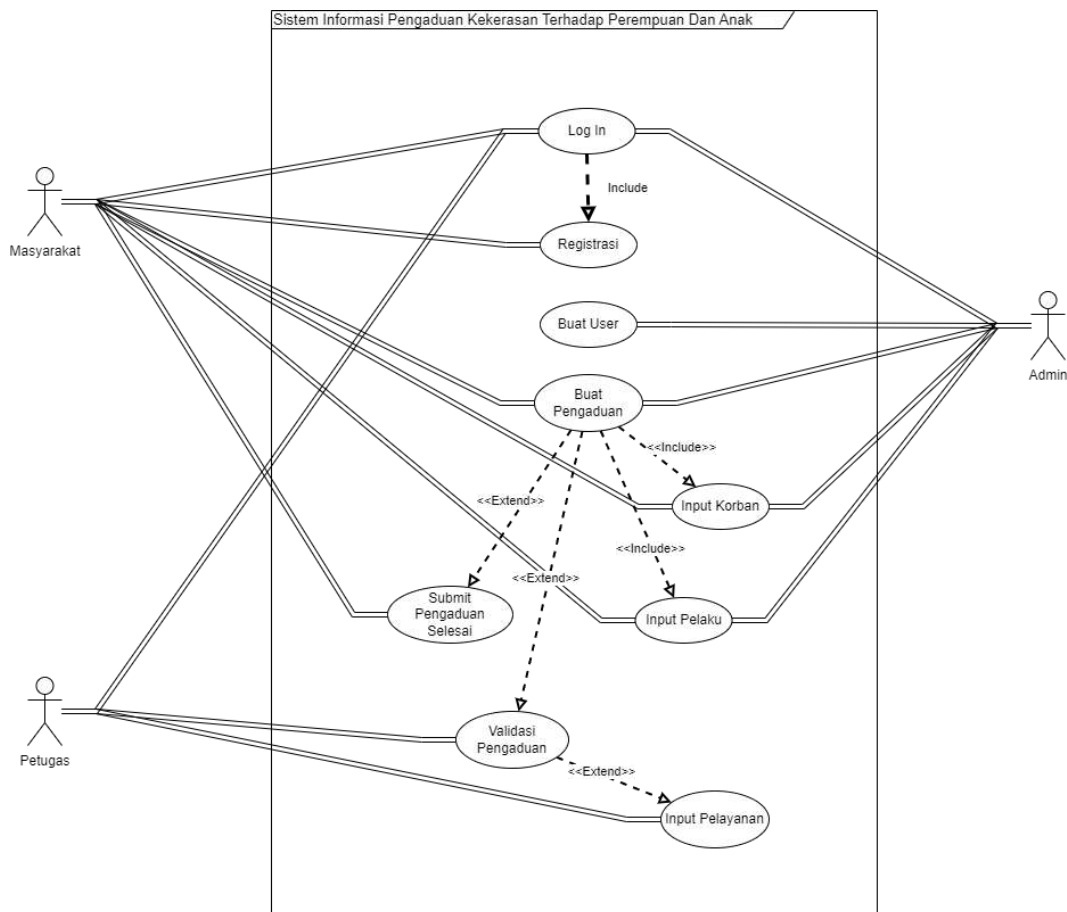 Sistem Informasi Pengaduan Kekerasan Terhadap Perempuan Dan Anak
Log In
Include
Masyarakat
Registrasi
Buat User
Admin
Buat
Pengaduan
<<Include>>
<<Extend>>
Input Korban
<<Include>>
<<Extend>>
Submit
Pengaduan
Selesai
Input Pelaku
Petugas
Validasi
Pengaduan
<<Extend>>
Input Pelayanan